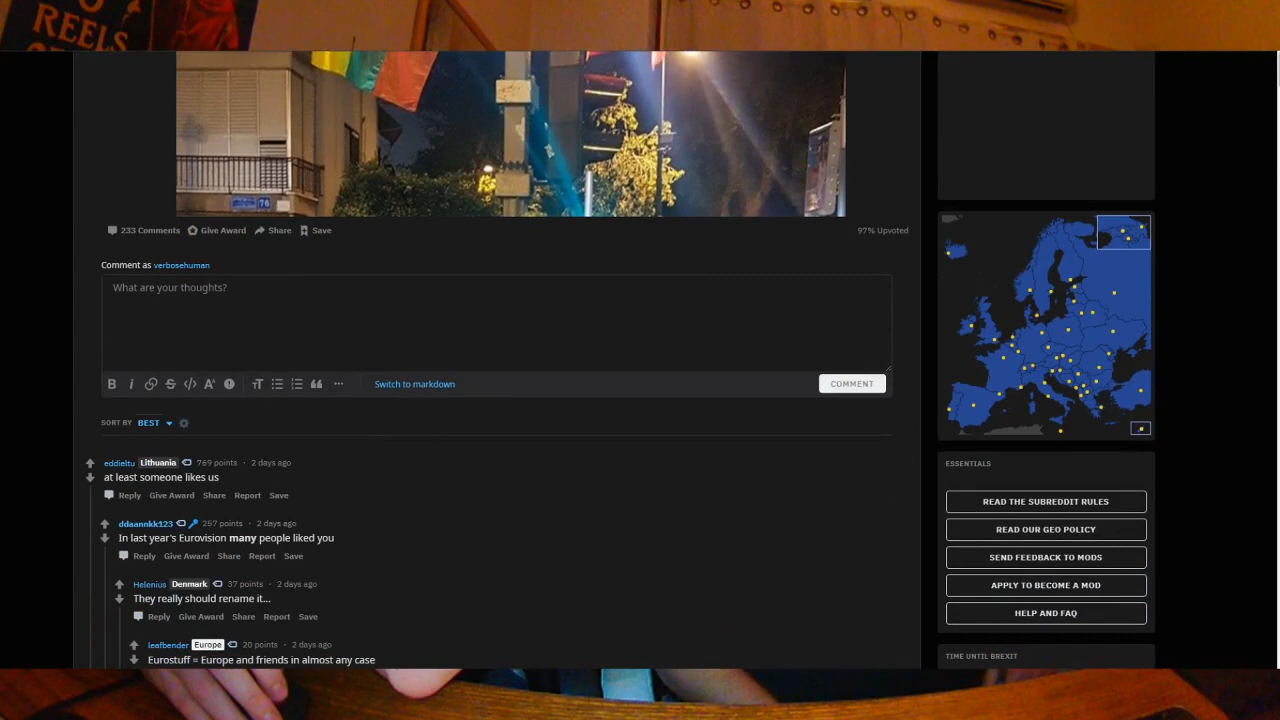 REELS
76
233 Comments Give Award Share Save 97% Upvoted
Comment as verbosehuman
What are your thoughts?
B i Switch to markdown COMMENT
SORT BY BEST
eddieltu Lithuania 769 points · 2 days ago
at least someone likes us
Reply Give Award Share Report Save
ddaannkk123 257 points · 2 days ago
In last year's Eurovision many people liked you
Reply Give Award Share Report Save
Helenius Denmark 37 points · 2 days ago
They really should rename it...
Reply Give Award Share Report Save
leafbender Europe 20 points · 2 days ago
Eurostuff = Europe and friends in almost any case
ESSENTIALS
READ THE SUBREDDIT RULES
READ OUR GEO POLICY
SEND FEEDBACK TO MODS
APPLY TO BECOME A MOD
HELP AND FAQ
TIME UNTIL BREXIT